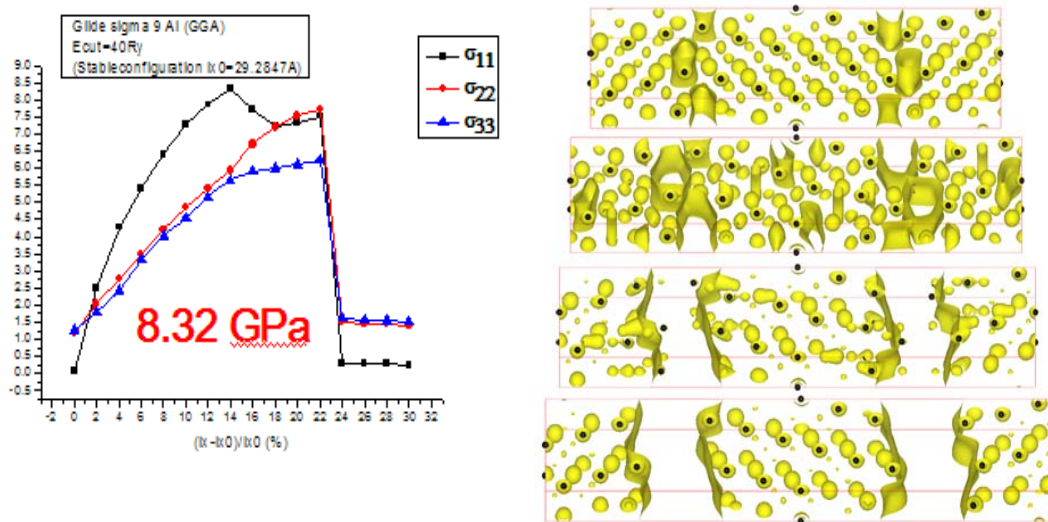 Glide sigma 9 Al (GGA)
Ecut=40Ry
(Stableconfiguration lx0=29.2847A)
σ11
σ22
σ33
9.0
8.5
8.0
7.5
7.0
6.5
6.0
5.5
5.0
4.5
4.0
3.5
3.0
2.5
2.0
1.5
1.0
0.5
0.0
-0.5
8.32 GPa
-2 0 2 4 6 8 10 12 14 16 18 20 22 24 26 28 30 32
(lx-lx0)/lx0 (%)